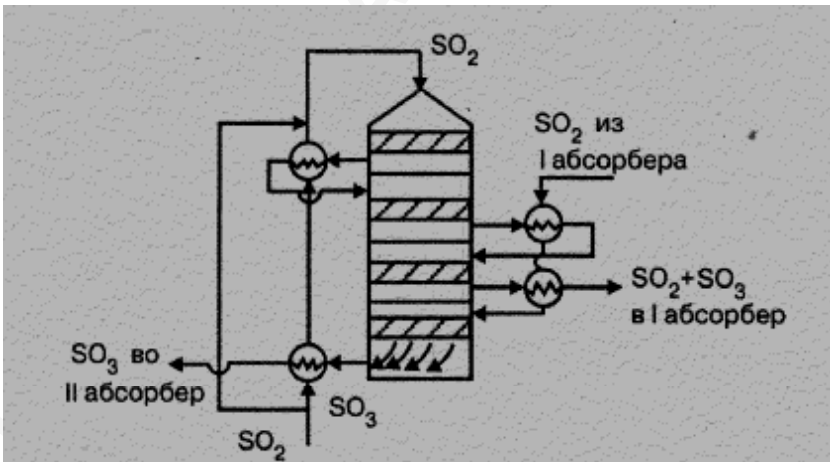 SO₂
SO₂ из
I абсорбера
SO₂+SO₃
в I абсорбер
SO₃ во
II абсорбер
SO₃
SO₂